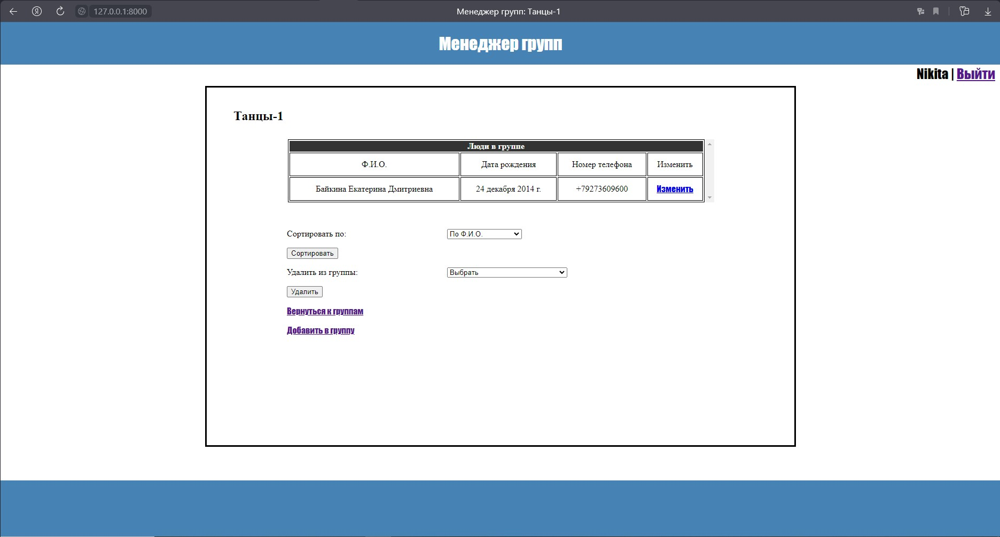 127.0.0.1:8000 Менеджер групп: Танцы-1
Менеджер групп
Nikita | Выйти
Танцы-1
Люди в группе
Ф.И.О. Дата рождения Номер телефона Изменить
Байкина Екатерина Дмитриевна 24 декабря 2014 г. +79273609600 Изменить
Сортировать по: По Ф.И.О.
Сортировать
Удалить из группы: Выбрать
Удалить
Вернуться к группам
Добавить в группу